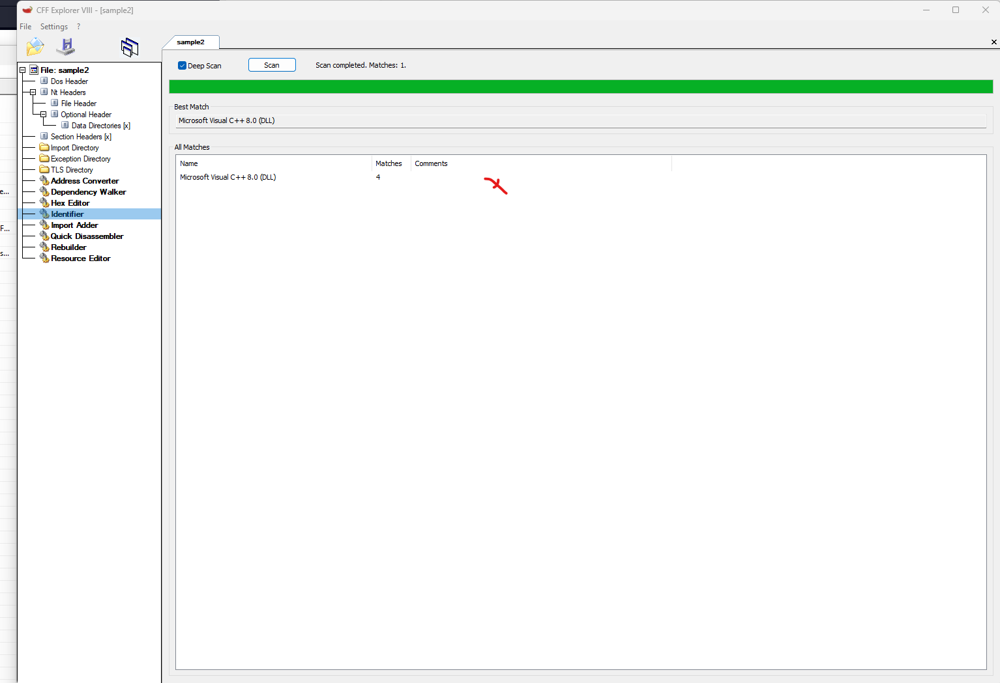 CFF Explorer VIII - [sample2]
File Settings ?
sample2
File: sample2
Dos Header
Nt Headers
File Header
Optional Header
Data Directories [x]
Section Headers [x]
Import Directory
Exception Directory
TLS Directory
Address Converter
Dependency Walker
Hex Editor
Identifier
Import Adder
Quick Disassembler
Rebuilder
Resource Editor
e...
F...
s...
Deep Scan Scan Scan completed. Matches: 1.
Best Match
Microsoft Visual C++ 8.0 (DLL)
All Matches
Name Matches Comments
Microsoft Visual C++ 8.0 (DLL) 4